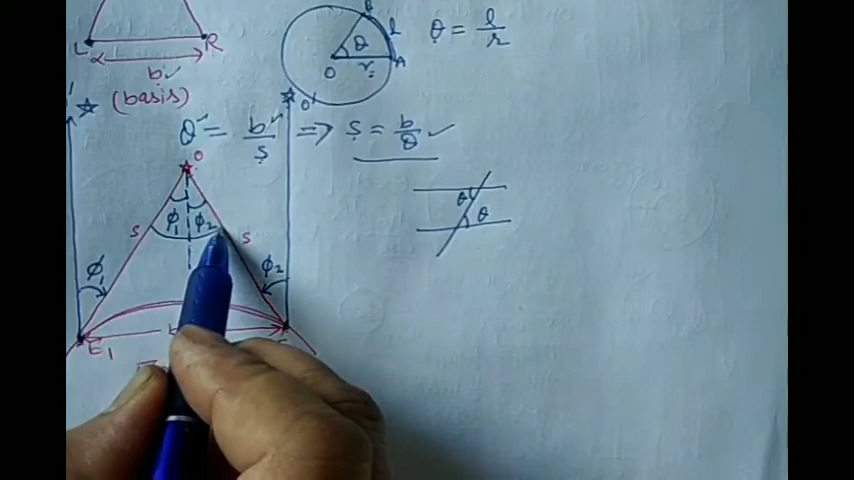 L R
b
(basis)
B
θ l
O r A
θ = l/r
O'
θ = b/s => s = b/θ
O
φ₁ φ₂
s s
φ₁ φ₂
θ
θ
b
E₁